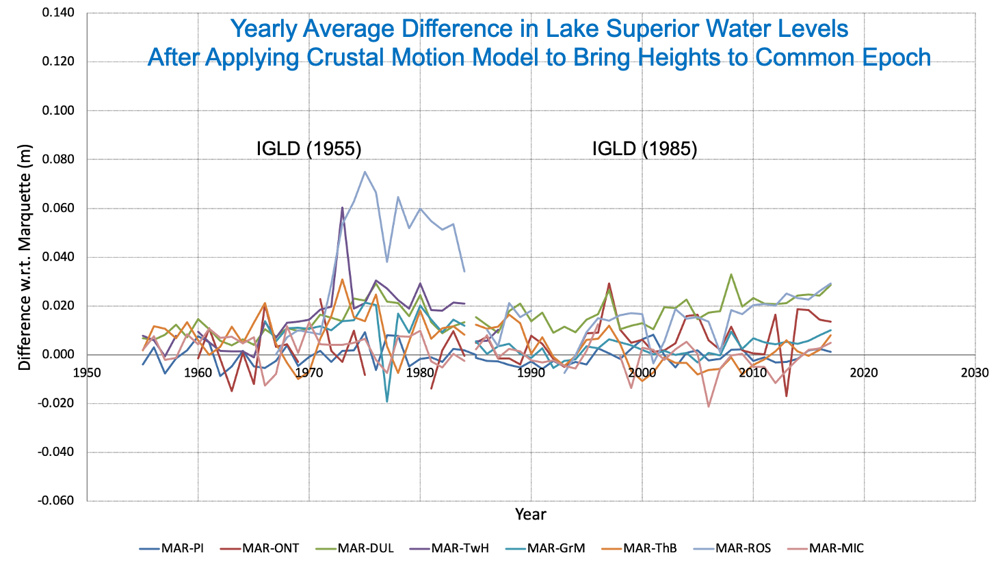 Yearly Average Difference in Lake Superior Water Levels
After Applying Crustal Motion Model to Bring Heights to Common Epoch
0.140
0.120
0.100
0.080
0.060
0.040
0.020
0.000
-0.020
-0.040
-0.060
Difference w.r.t. Marquette (m)
IGLD (1955)
IGLD (1985)
1950
1960
1970
1980
1990
2000
2010
2020
2030
Year
MAR-PI
MAR-ONT
MAR-DUL
MAR-TwH
MAR-GrM
MAR-ThB
MAR-ROS
MAR-MIC